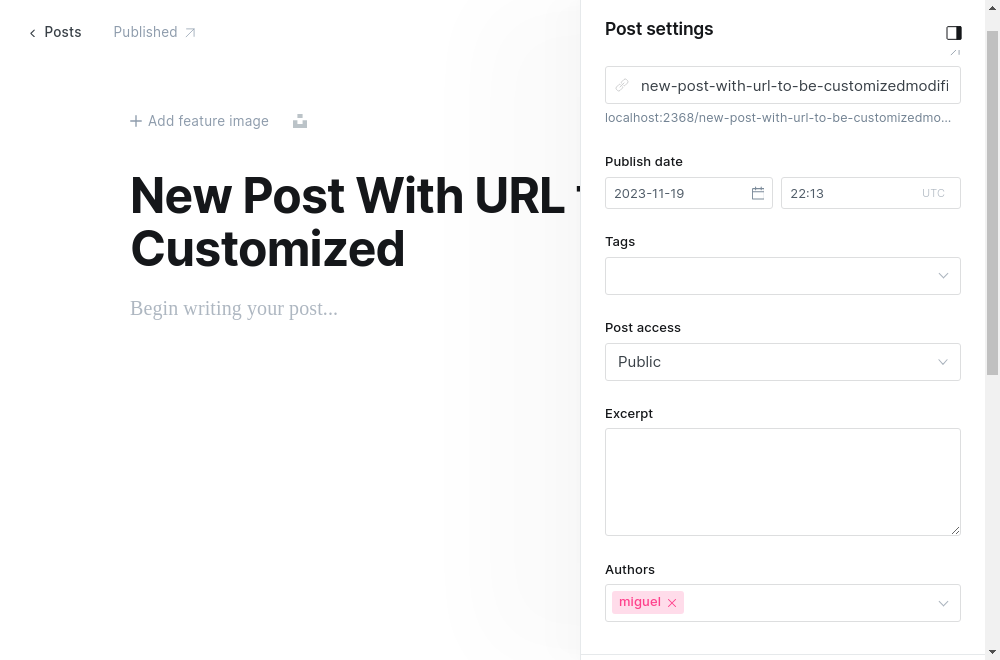 Posts
Published
Add feature image
New Post With URL
Customized
Begin writing your post...
Post settings
new-post-with-url-to-be-customizedmodifi
localhost:2368/new-post-with-url-to-be-customizedmo...
Publish date
2023-11-19
22:13
UTC
Tags
Post access
Public
Excerpt
Authors
miguel